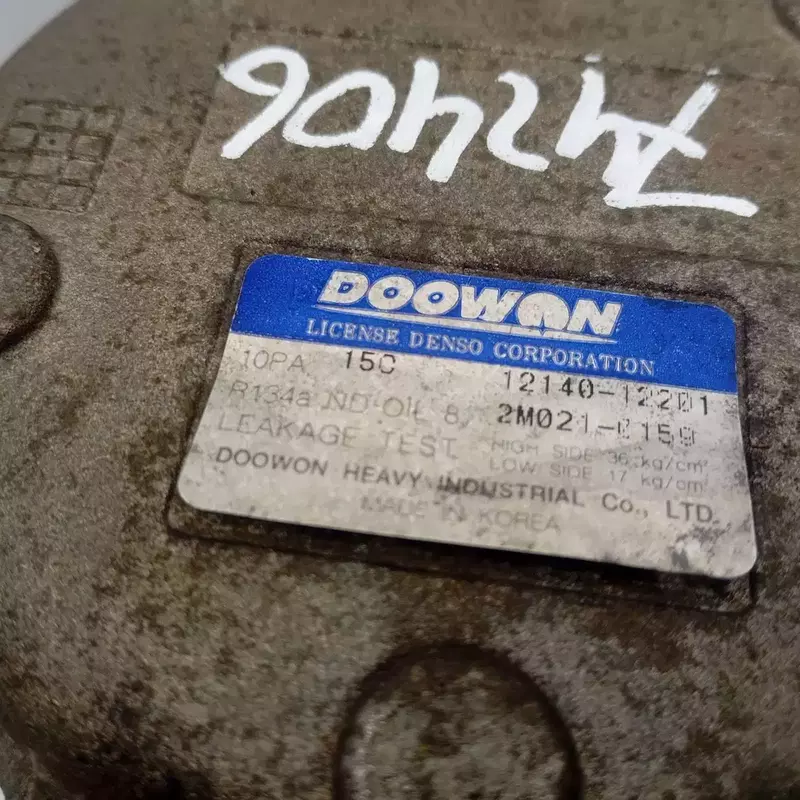 DOOWON
LICENSE DENSO CORPORATION
10PA 15C 12140-12201
R134a ND-OIL 8 2M021-0159
LEAKAGE TEST HIGH SIDE 36 kg/cm²
LOW SIDE 17 kg/cm²
DOOWON HEAVY INDUSTRIAL Co., LTD.
MADE IN KOREA